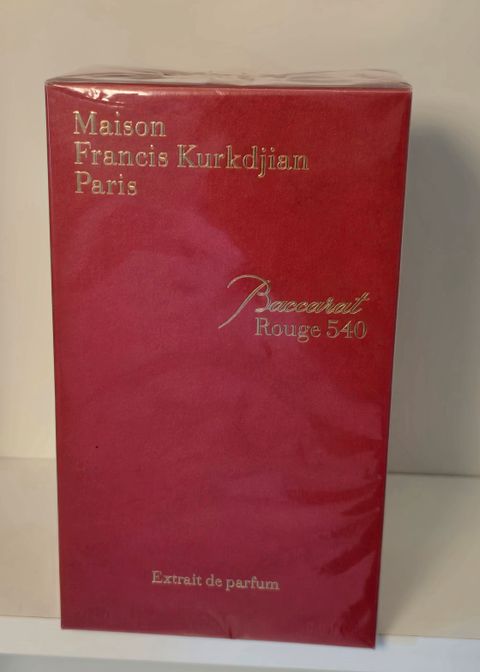 Maison
Francis Kurkdjian
Paris
Baccarat
Rouge 540
Extrait de parfum